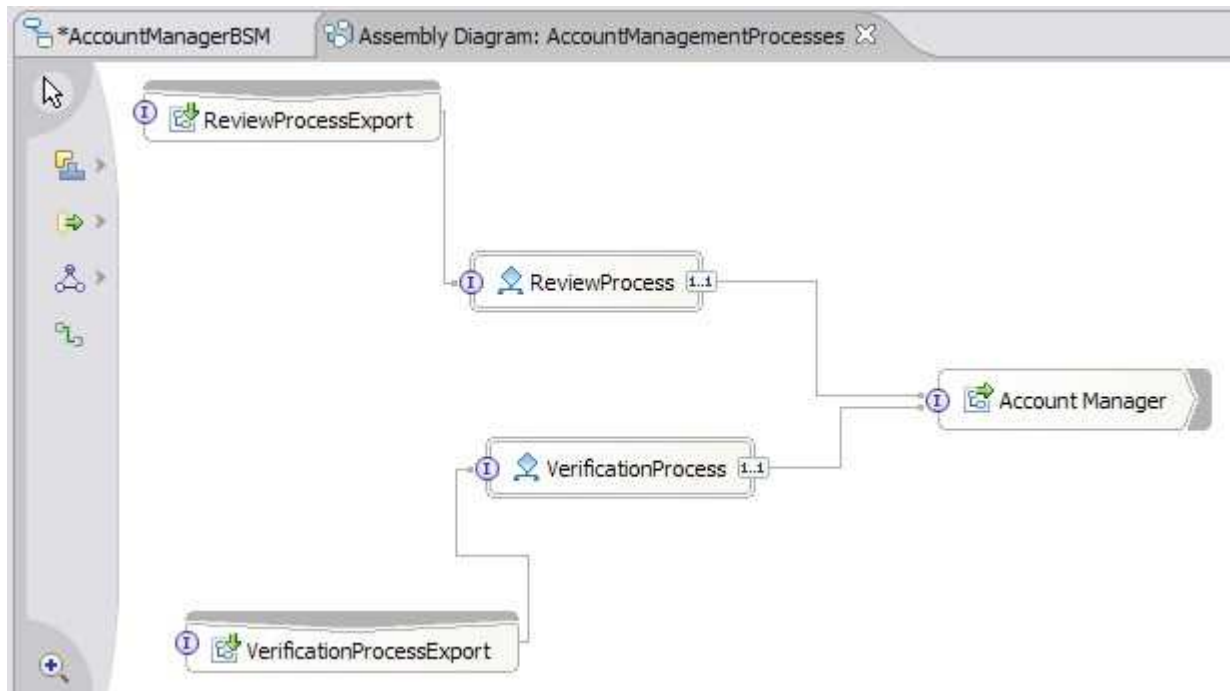 *AccountManagerBSM
Assembly Diagram: AccountManagementProcesses
I ReviewProcessExport
I ReviewProcess 1..1
I Account Manager
I VerificationProcess 1..1
I VerificationProcessExport